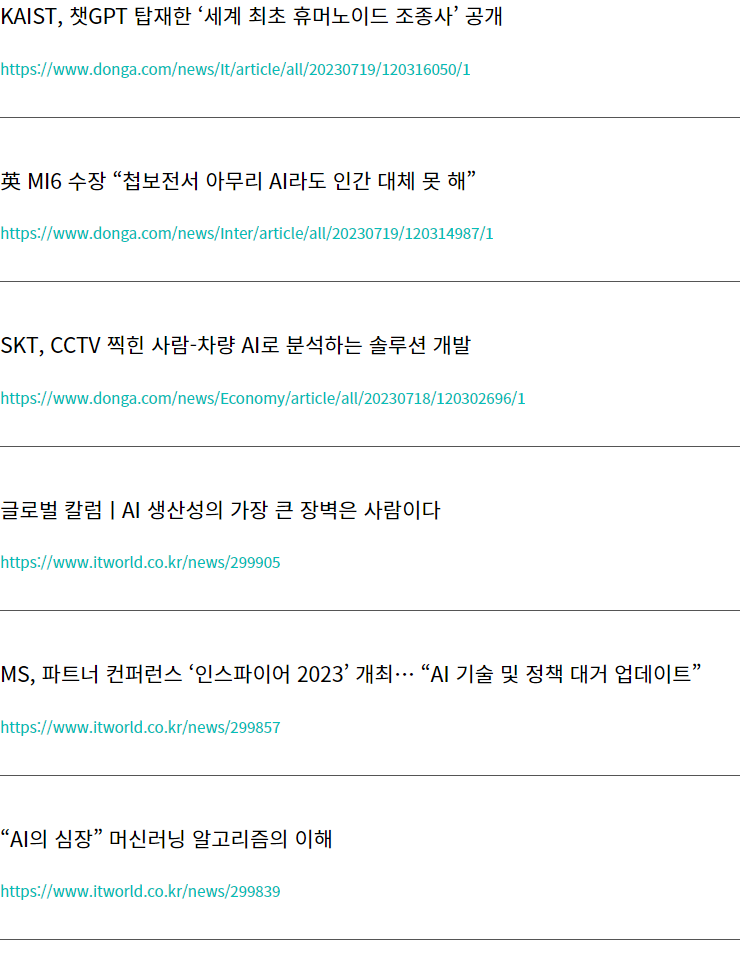 KAIST, 챗GPT 탑재한 ‘세계 최초 휴머노이드 조종사’ 공개
https://www.donga.com/news/It/article/all/20230719/120316050/1
英 MI6 수장 “첩보전서 아무리 AI라도 인간 대체 못 해”
https://www.donga.com/news/Inter/article/all/20230719/120314987/1
SKT, CCTV 찍힌 사람-차량 AI로 분석하는 솔루션 개발
https://www.donga.com/news/Economy/article/all/20230718/120302696/1
글로벌 칼럼 | AI 생산성의 가장 큰 장벽은 사람이다
https://www.itworld.co.kr/news/299905
MS, 파트너 컨퍼런스 ‘인스파이어 2023’ 개최… “AI 기술 및 정책 대거 업데이트”
https://www.itworld.co.kr/news/299857
“AI의 심장” 머신러닝 알고리즘의 이해
https://www.itworld.co.kr/news/299839